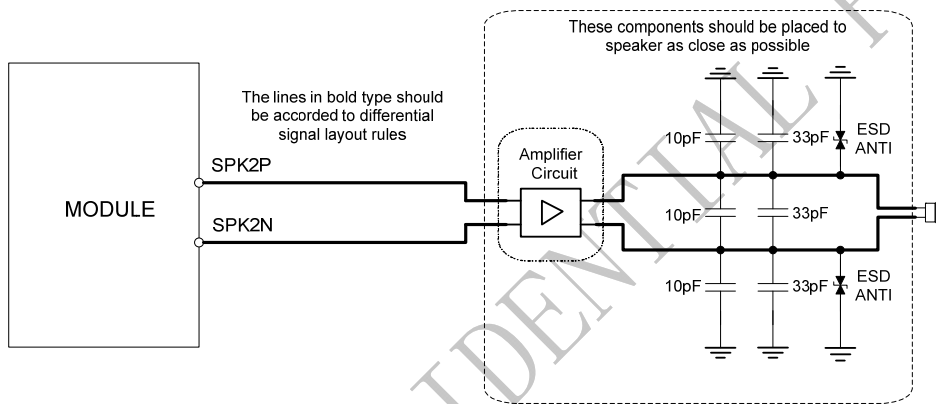 These components should be placed to
speaker as close as possible
The lines in bold type should
be accorded to differential
signal layout rules
10pF
33pF
ESD
ANTI
Amplifier
Circuit
SPK2P
MODULE
10pF
33pF
SPK2N
10pF
33pF
ESD
ANTI
IDENTIAL